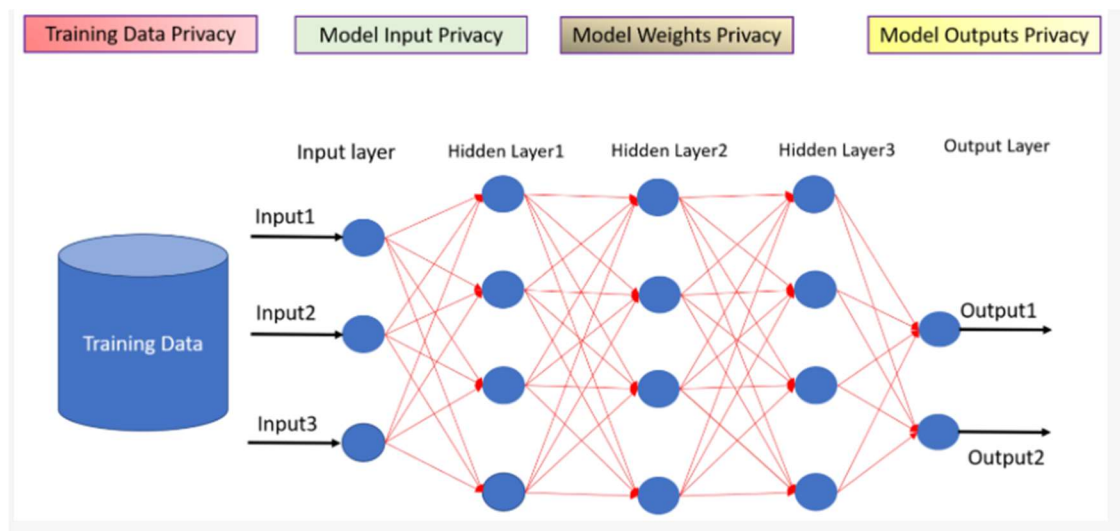 Training Data Privacy
Model Input Privacy
Model Weights Privacy
Model Outputs Privacy
Input layer
Hidden Layer1
Hidden Layer2
Hidden Layer3
Output Layer
Input1
Input2
Input3
Training Data
Output1
Output2